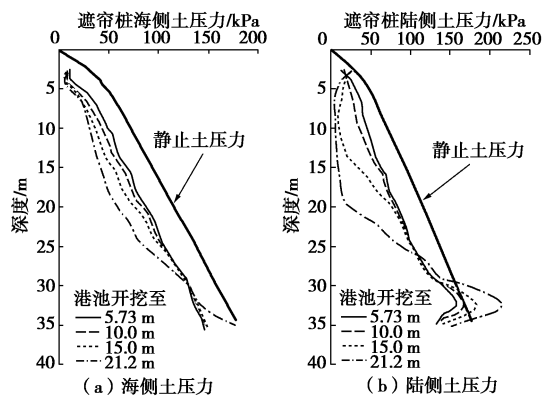 遮帘桩海侧土压力/kPa
0 50 100 150 200
5
10
15
20
25
30
35
40
深度/m
静止土压力
港池开挖至
5.73 m
10.0 m
15.0 m
21.2 m
(a)海侧土压力
遮帘桩陆侧土压力/kPa
0 50 100 150 200 250
5
10
15
20
25
30
35
40
深度/m
静止土压力
港池开挖至
5.73 m
10.0 m
15.0 m
21.2 m
(b)陆侧土压力